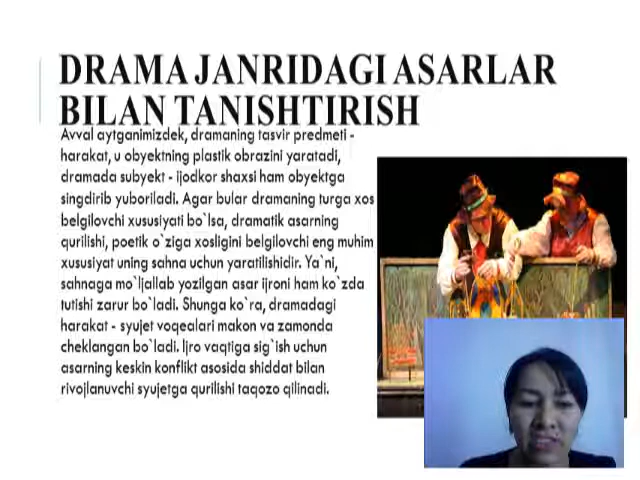 DRAMA JANRIDAGI ASARLAR
BILAN TANISHTIRISH
Avval aytganimizdek, dramaning tasvir predmeti -
harakat, u obyektning plastik obrazini yaratadi,
dramada subyekt - ijodkor shaxsi ham obyektga
singdirib yuboriladi. Agar bular dramaning turga xos
belgilovchi xususiyati bo`lsa, dramatik asarning
qurilishi, poetik o`ziga xosligini belgilovchi eng muhim
xususiyat uning sahna uchun yaratilishidir. Ya`ni,
sahnaga mo`ljallab yozilgan asar ijroni ham ko`zda
tutishi zarur bo`ladi. Shunga ko`ra, dramadagi
harakat - syujet voqealari makon va zamonda
cheklangan bo`ladi. Ijro vaqtiga sig`ish uchun
asarning keskin konflikt asosida shiddat bilan
rivojlanuvchi syujetga qurilishi taqozo qilinadi.